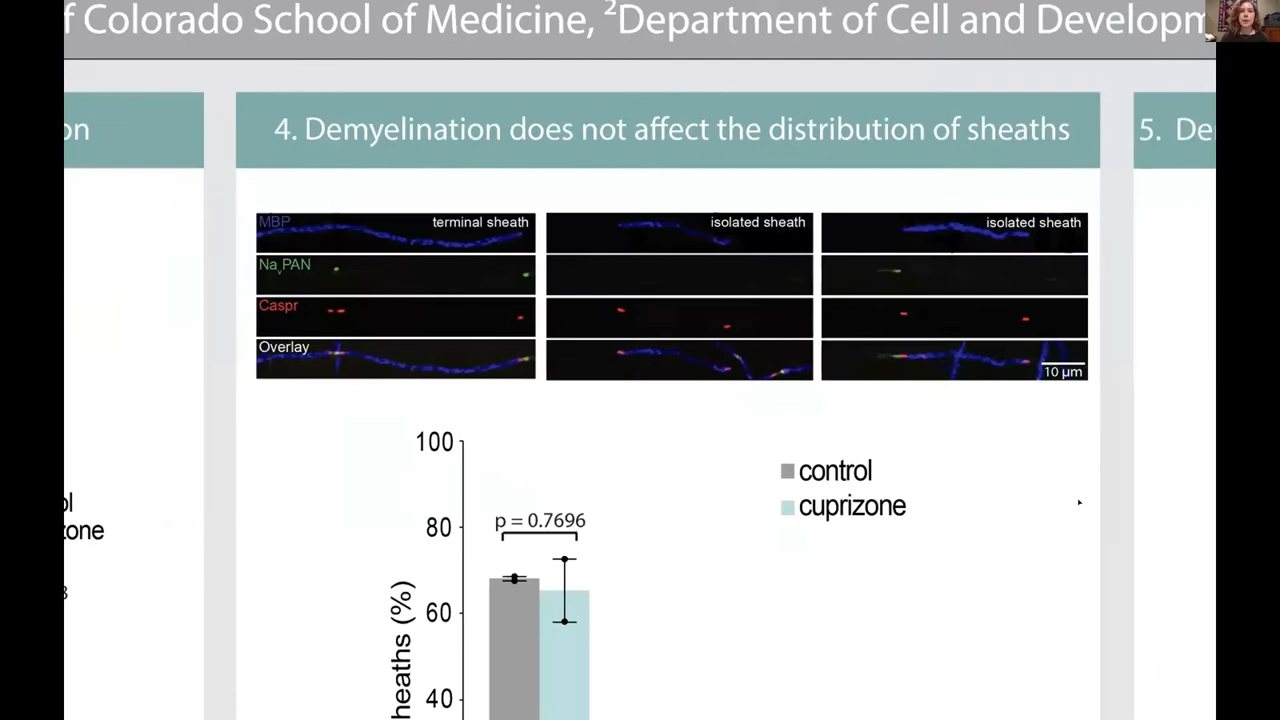 f Colorado School of Medicine, ²Department of Cell and Developm
on
4. Demyelination does not affect the distribution of sheaths
5. De
MBP
terminal sheath
isolated sheath
isolated sheath
NaᵥPAN
Caspr
Overlay
10 μm
100
control
cuprizone
p = 0.7696
80
60
40
heaths (%)
ol
zone